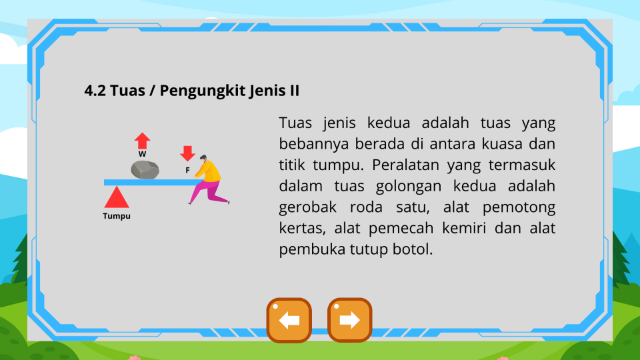 4.2 Tuas / Pengungkit Jenis II
W
F
Tumpu
Tuas jenis kedua adalah tuas yang
bebannya berada di antara kuasa dan
titik tumpu. Peralatan yang termasuk
dalam tuas golongan kedua adalah
gerobak roda satu, alat pemotong
kertas, alat pemecah kemiri dan alat
pembuka tutup botol.